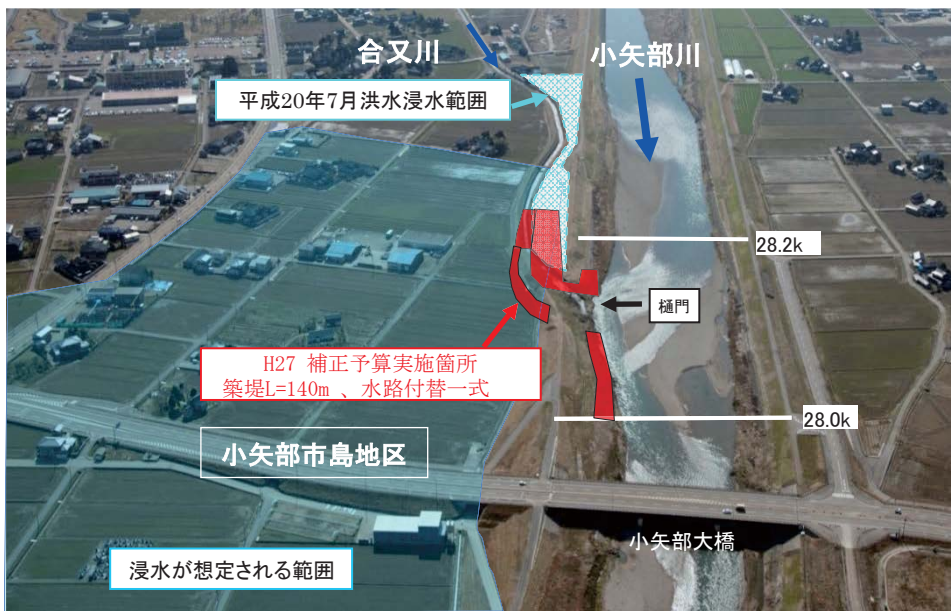 合又川
小矢部川
平成20年7月洪水浸水範囲
28.2k
樋門
H27 補正予算実施箇所
築堤L=140m 、水路付替一式
28.0k
小矢部市島地区
小矢部大橋
浸水が想定される範囲